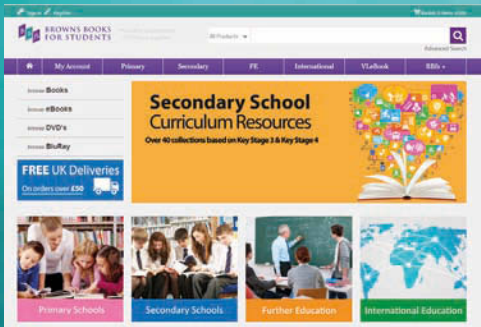 Sign in Register
BROWNS BOOKS
FOR STUDENTS
All Products
Advanced Search
My Account Primary Secondary FE International VLeBook BBfs
browse Books
browse eBooks
browse DVD's
browse BluRay
FREE UK Deliveries
On orders over £50
Secondary School
Curriculum Resources
Over 40 collections based on Key Stage 3 & Key Stage 4
Primary Schools
Secondary Schools
Further Education
International Education